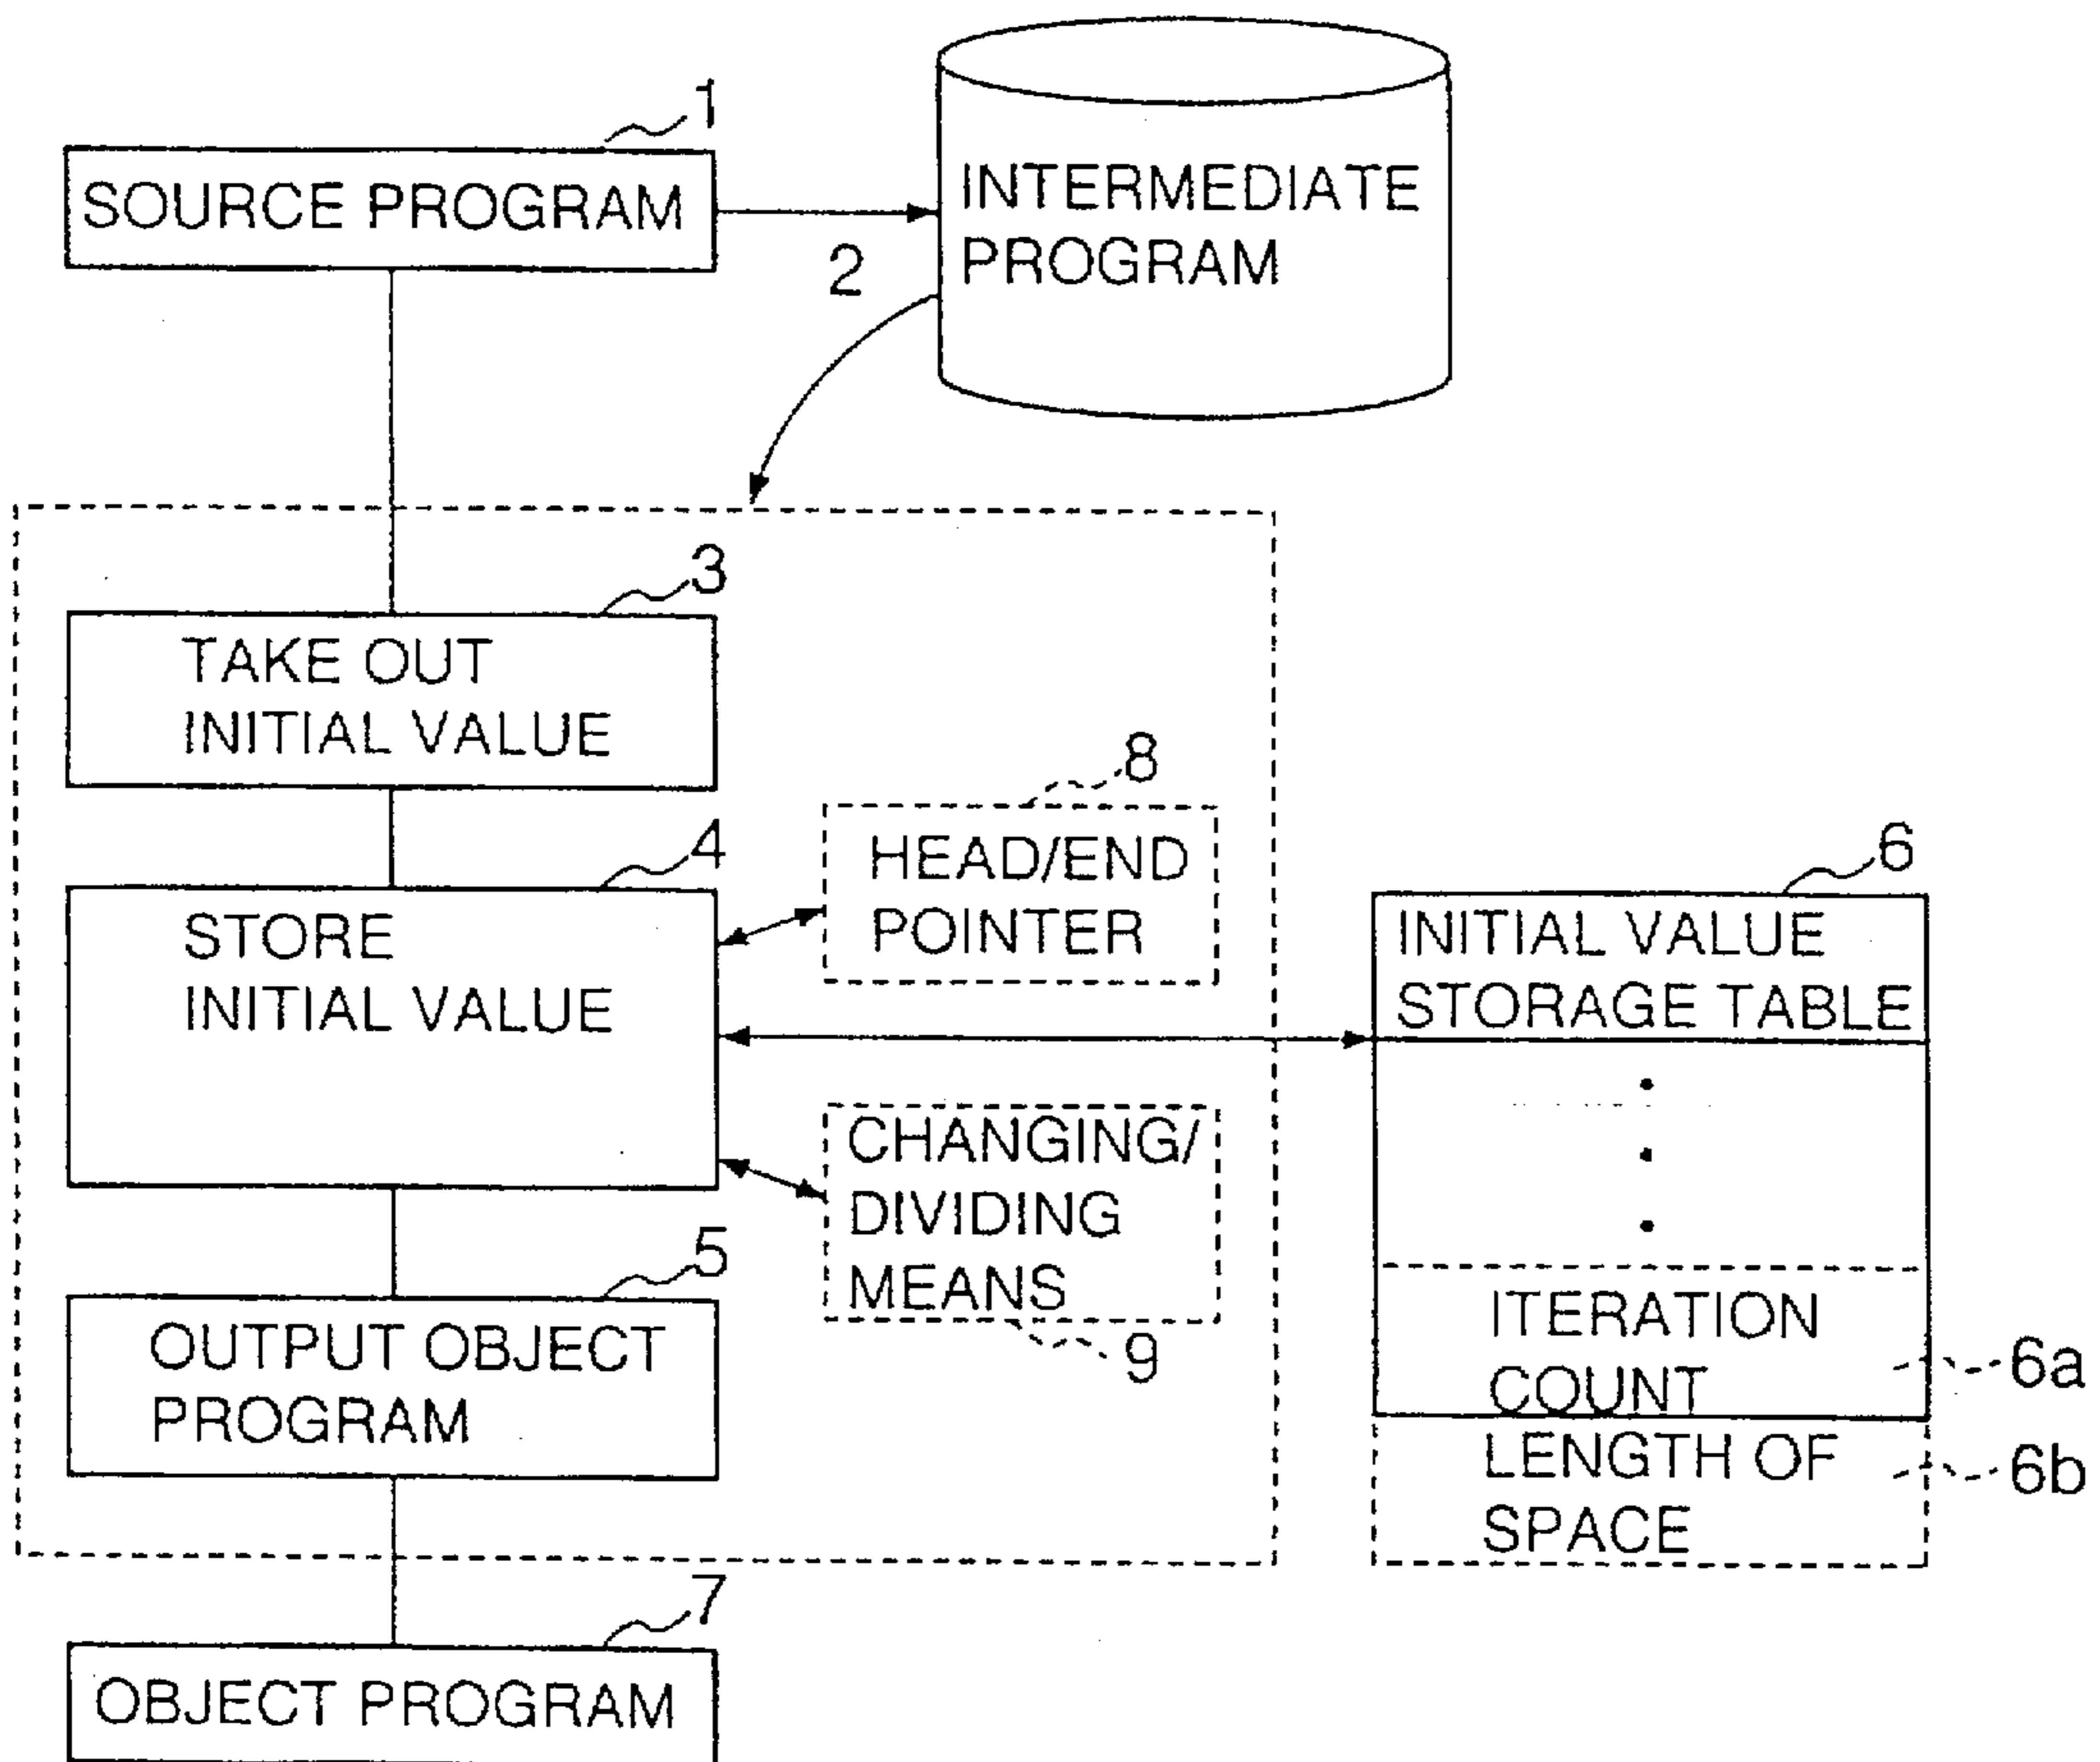 1
SOURCE PROGRAM
2
INTERMEDIATE
PROGRAM
3
TAKE OUT
INITIAL VALUE
4
STORE
INITIAL VALUE
8
HEAD/END
POINTER
6
INITIAL VALUE
STORAGE TABLE
CHANGING/
DIVIDING
MEANS
9
ITERATION
COUNT
6a
LENGTH OF
SPACE
6b
5
OUTPUT OBJECT
PROGRAM
7
OBJECT PROGRAM